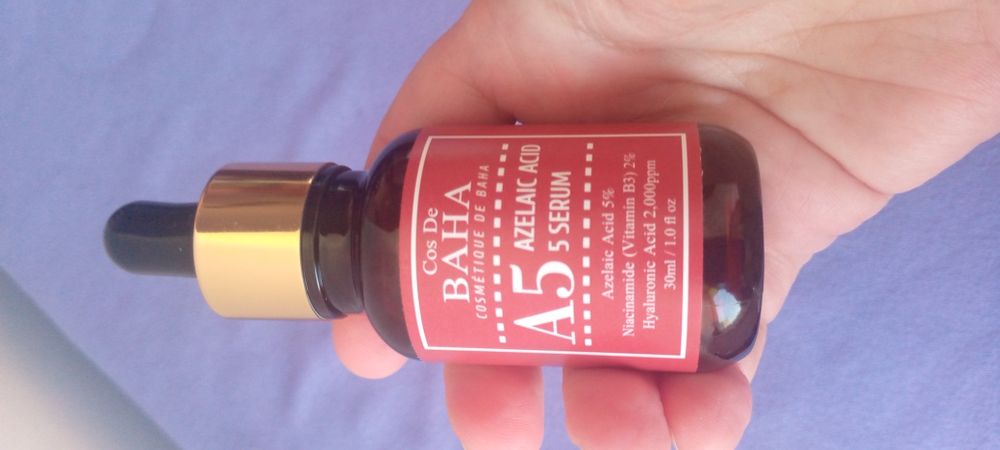 Cos De
BAHA
COSMÉTIQUE DE BAHA
A5 AZELAIC ACID
5 SERUM
Azelaic Acid 5%
Niacinamide (Vitamin B3) 2%
Hyaluronic Acid 2,000ppm
30ml / 1.0 fl oz